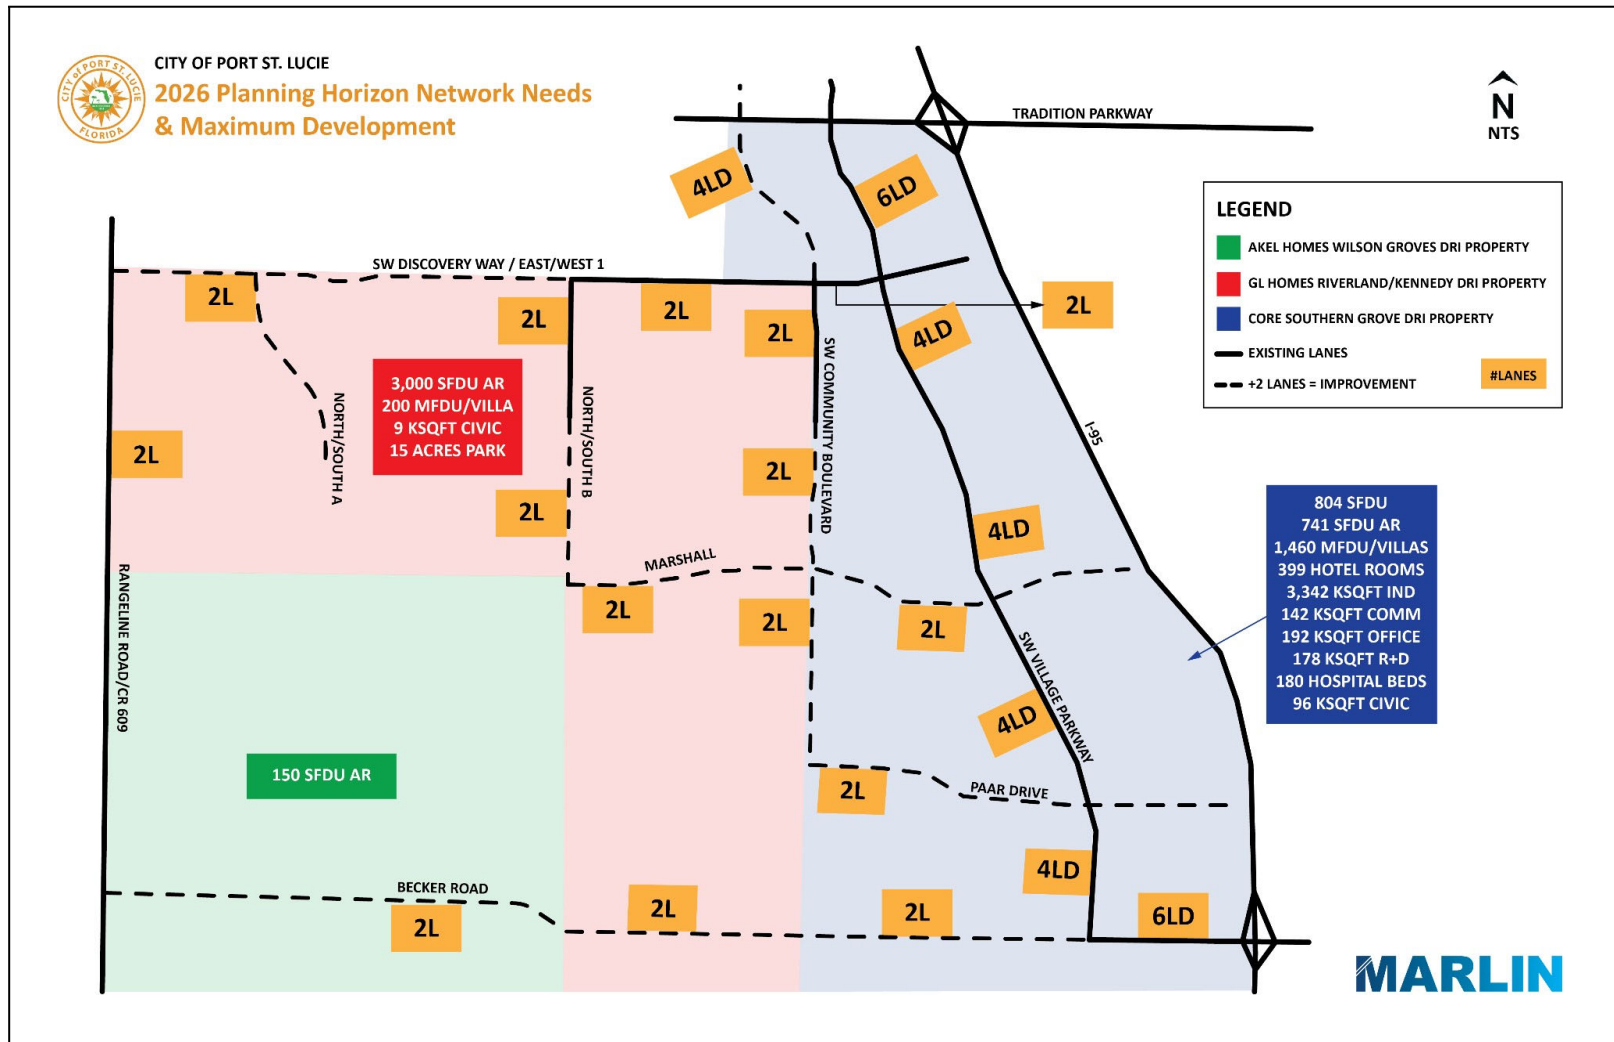 CITY of PORT ST. LUCIE
FLORIDA
CITY OF PORT ST. LUCIE
2026 Planning Horizon Network Needs
& Maximum Development
TRADITION PARKWAY
N
NTS
LEGEND
AKEL HOMES WILSON GROVES DRI PROPERTY
GL HOMES RIVERLAND/KENNEDY DRI PROPERTY
CORE SOUTHERN GROVE DRI PROPERTY
EXISTING LANES
+2 LANES = IMPROVEMENT
#LANES
4LD
6LD
SW DISCOVERY WAY / EAST/WEST 1
2L
2L
2L
2L
2L
4LD
3,000 SFDU AR
200 MFDU/VILLA
9 KSQFT CIVIC
15 ACRES PARK
NORTH/SOUTH A
NORTH/SOUTH B
SW COMMUNITY BOULEVARD
I-95
2L
2L
2L
4LD
804 SFDU
741 SFDU AR
1,460 MFDU/VILLAS
399 HOTEL ROOMS
3,342 KSQFT IND
142 KSQFT COMM
192 KSQFT OFFICE
178 KSQFT R+D
180 HOSPITAL BEDS
96 KSQFT CIVIC
MARSHALL
RANGELINE ROAD/CR 609
2L
2L
2L
SW VILLAGE PARKWAY
4LD
150 SFDU AR
2L
PAAR DRIVE
4LD
BECKER ROAD
2L
2L
2L
6LD
MARLIN